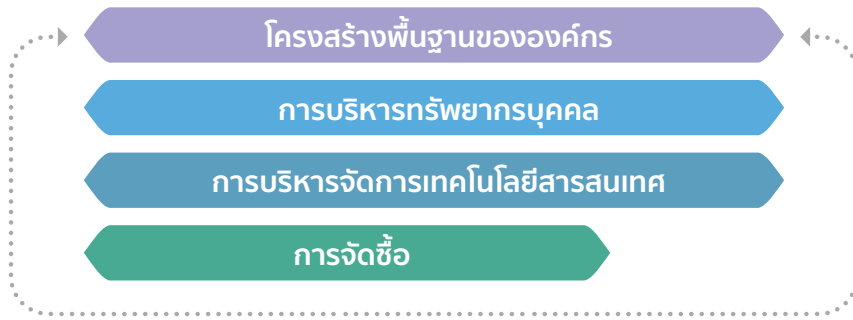 โครงสร้างพื้นฐานขององค์กร
การบริหารทรัพยากรบุคคล
การบริหารจัดการเทคโนโลยีสารสนเทศ
การจัดซื้อ